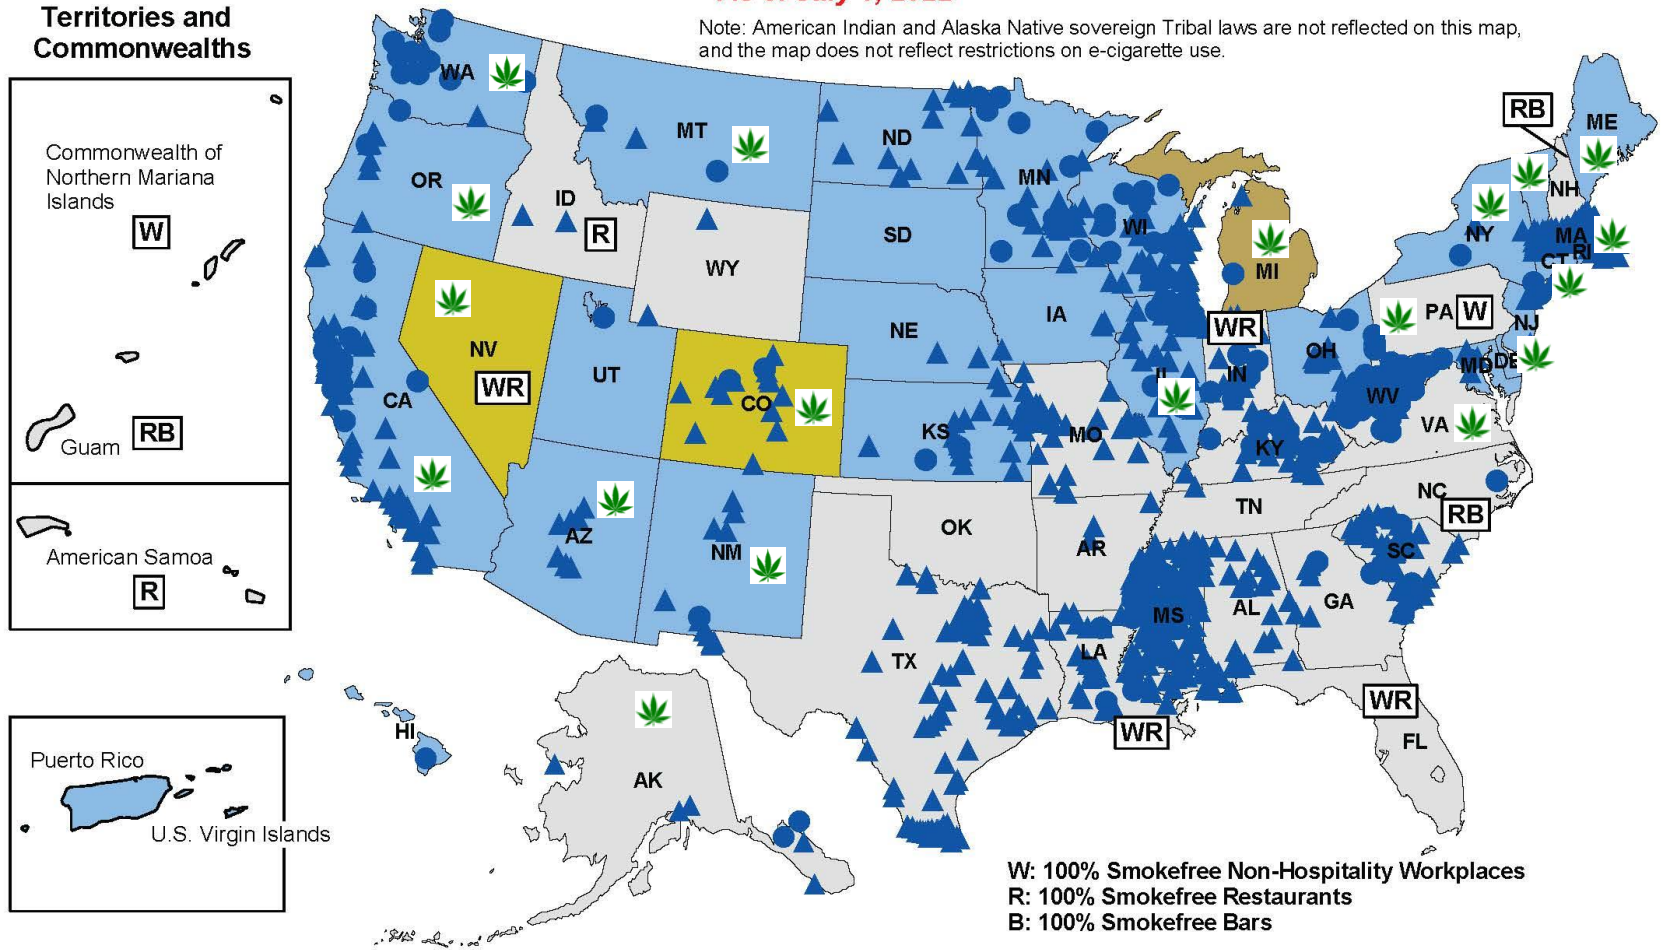 Territories and
Commonwealths
Note: American Indian and Alaska Native sovereign Tribal laws are not reflected on this map,
and the map does not reflect restrictions on e-cigarette use.
Commonwealth of
Northern Mariana
Islands
W
Guam
RB
American Samoa
R
Puerto Rico
U.S. Virgin Islands
WA
MT
ND
MN
OR
ID
R
SD
WI
WY
MI
IA
NE
NV
WR
UT
CO
CA
KS
MO
IL
IN
WR
OH
KY
WV
VA
PA
W
NY
NJ
MD
DE
CT
RI
MA
NH
RB
ME
AZ
NM
OK
AR
TN
NC
RB
SC
MS
AL
GA
TX
LA
WR
WR
FL
HI
AK
W: 100% Smokefree Non-Hospitality Workplaces
R: 100% Smokefree Restaurants
B: 100% Smokefree Bars